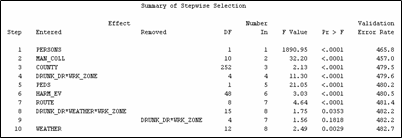 Summary of Stepwise Selection
Effect Number Validation
Step Entered Removed DF In F Value Pr > F Error Rate
1 PERSONS 1 1 1890.95 <.0001 465.8
2 MAN_COLL 10 2 32.20 <.0001 457.0
3 COUNTY 252 3 2.13 <.0001 479.5
4 DRUNK_DR*WRK_ZONE 4 4 11.30 <.0001 479.6
5 PEDS 1 5 21.05 <.0001 480.2
6 HARM_EV 48 6 3.03 <.0001 480.5
7 ROUTE 8 7 4.64 <.0001 481.4
8 DRUNK_DR*WEATHER*WRK_ZONE 15 8 1.75 0.0353 482.2
9 DRUNK_DR*WRK_ZONE 4 7 1.56 0.1818 482.2
10 WEATHER 12 8 2.49 0.0029 482.7